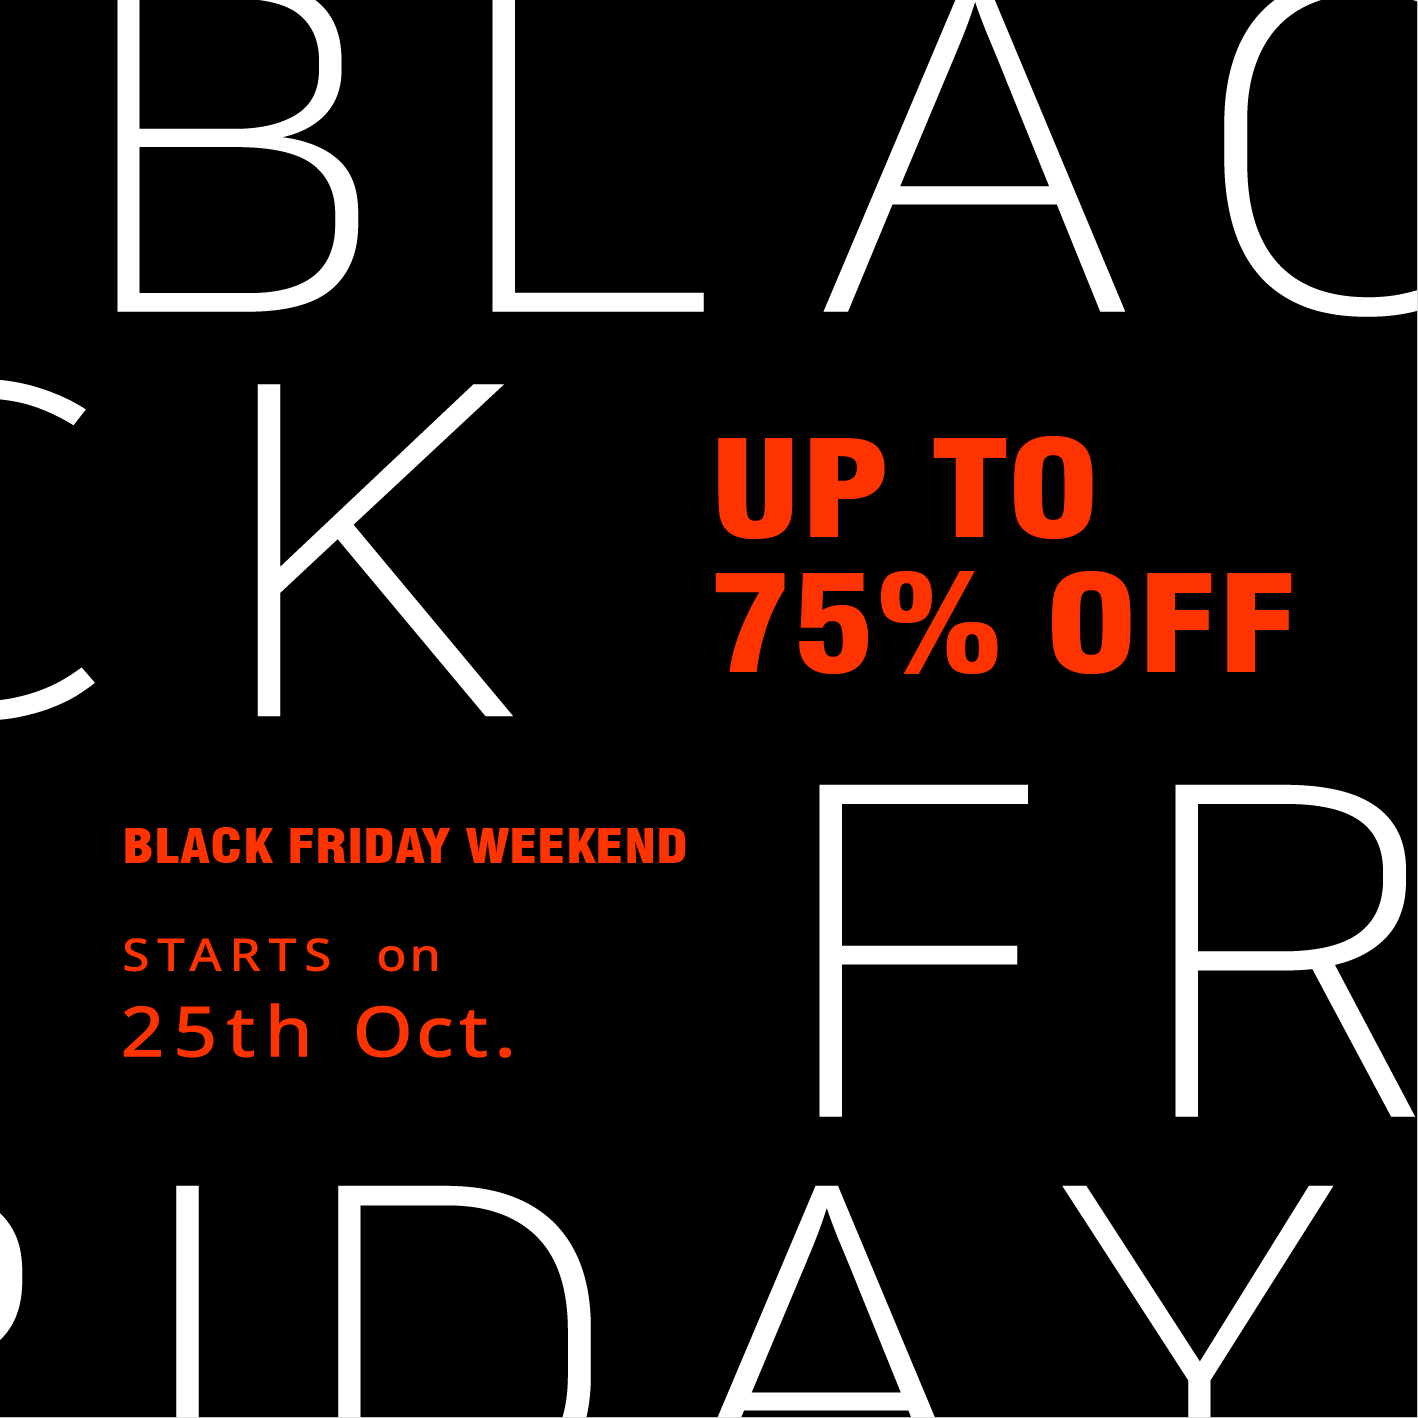 BLAC
CK
UP TO
75% OFF
BLACK FRIDAY WEEKEND
STARTS on
25th Oct.
FR
RIDAY